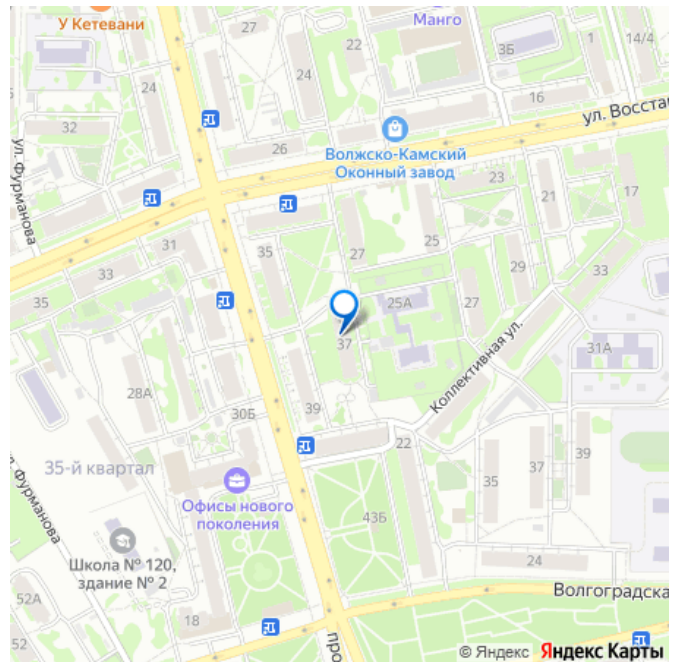 У Кетевани
27
22
Манго
3Б
1
14/4
24
24
16
32
26
ул. Восста
Волжско-Камский
Оконный завод
ул. Фурманова
23
21
17
31
35
27
25
29
33
33
35
25А
27
37
Коллективная ул.
31А
28А
39
30Б
22
35-й квартал
39
37
35
Офисы нового
поколения
43Б
л. Фурманова
Школа № 120,
здание № 2
24
Волгоградска
52А
18
52
про
© Яндекс Яндекс Карты